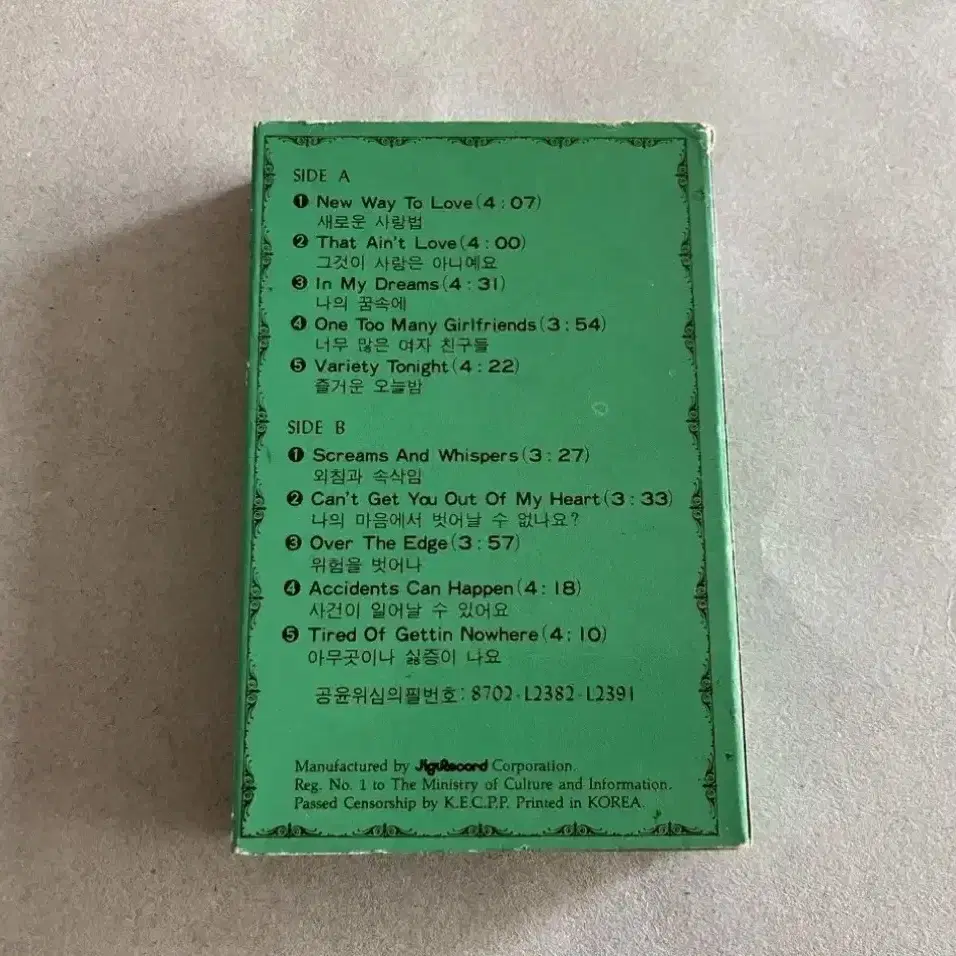 SIDE A
❶ New Way To Love(4:07)
새로운 사랑법
❷ That Ain't Love(4:00)
그것이 사랑은 아니예요
❸ In My Dreams(4:31)
나의 꿈속에
❹ One Too Many Girlfriends(3:54)
너무 많은 여자 친구들
❺ Variety Tonight(4:22)
즐거운 오늘밤
SIDE B
❶ Screams And Whispers(3:27)
외침과 속삭임
❷ Can't Get You Out Of My Heart(3:33)
나의 마음에서 벗어날 수 없나요?
❸ Over The Edge(3:57)
위험을 벗어나
❹ Accidents Can Happen(4:18)
사건이 일어날 수 있어요
❺ Tired Of Gettin Nowhere(4:10)
아무곳이나 싫증이 나요
공윤위심의필번호: 8702-L2382-L2391
Manufactured by JiguRecord Corporation.
Reg. No. 1 to The Ministry of Culture and Information.
Passed Censorship by K.E.C.P.P. Printed in KOREA.